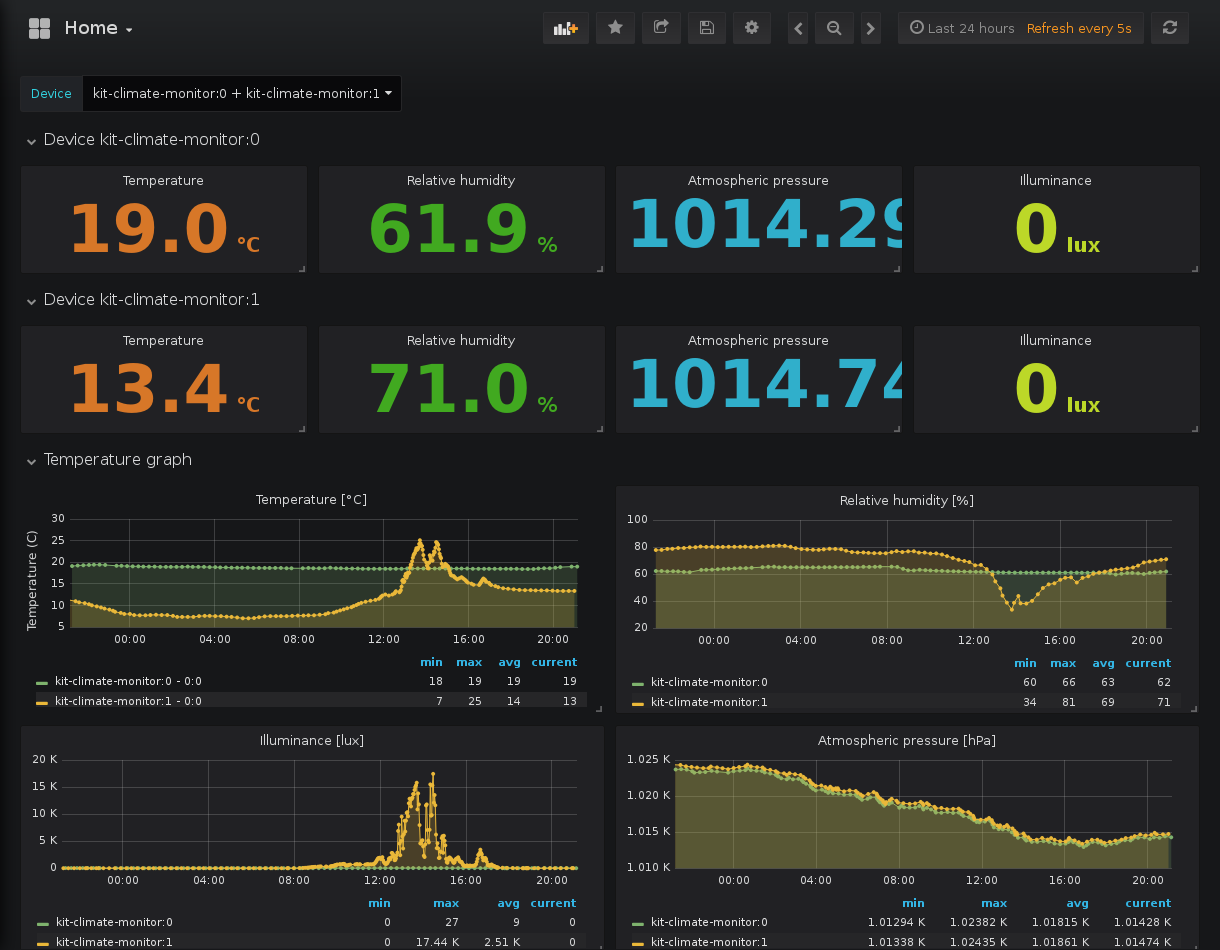 Home
Last 24 hours Refresh every 5s
Device kit-climate-monitor:0 + kit-climate-monitor:1
Device kit-climate-monitor:0
Temperature Relative humidity Atmospheric pressure Illuminance
19.0 °C 61.9 % 1014.29 0 lux
Device kit-climate-monitor:1
Temperature Relative humidity Atmospheric pressure Illuminance
13.4 °C 71.0 % 1014.74 0 lux
Temperature graph
Temperature [°C]
Temperature (C)
30
25
20
15
10
5
00:00 04:00 08:00 12:00 16:00 20:00
min max avg current
kit-climate-monitor:0 - 0:0 18 19 19 19
kit-climate-monitor:1 - 0:0 7 25 14 13
Relative humidity [%]
100
80
60
40
20
00:00 04:00 08:00 12:00 16:00 20:00
min max avg current
kit-climate-monitor:0 60 66 63 62
kit-climate-monitor:1 34 81 69 71
Illuminance [lux]
20 K
15 K
10 K
5 K
0
00:00 04:00 08:00 12:00 16:00 20:00
min max avg current
kit-climate-monitor:0 0 27 9 0
kit-climate-monitor:1 0 17.44 K 2.51 K 0
Atmospheric pressure [hPa]
1.025 K
1.020 K
1.015 K
1.010 K
00:00 04:00 08:00 12:00 16:00 20:00
min max avg current
kit-climate-monitor:0 1.01294 K 1.02382 K 1.01815 K 1.01428 K
kit-climate-monitor:1 1.01338 K 1.02435 K 1.01861 K 1.01474 K